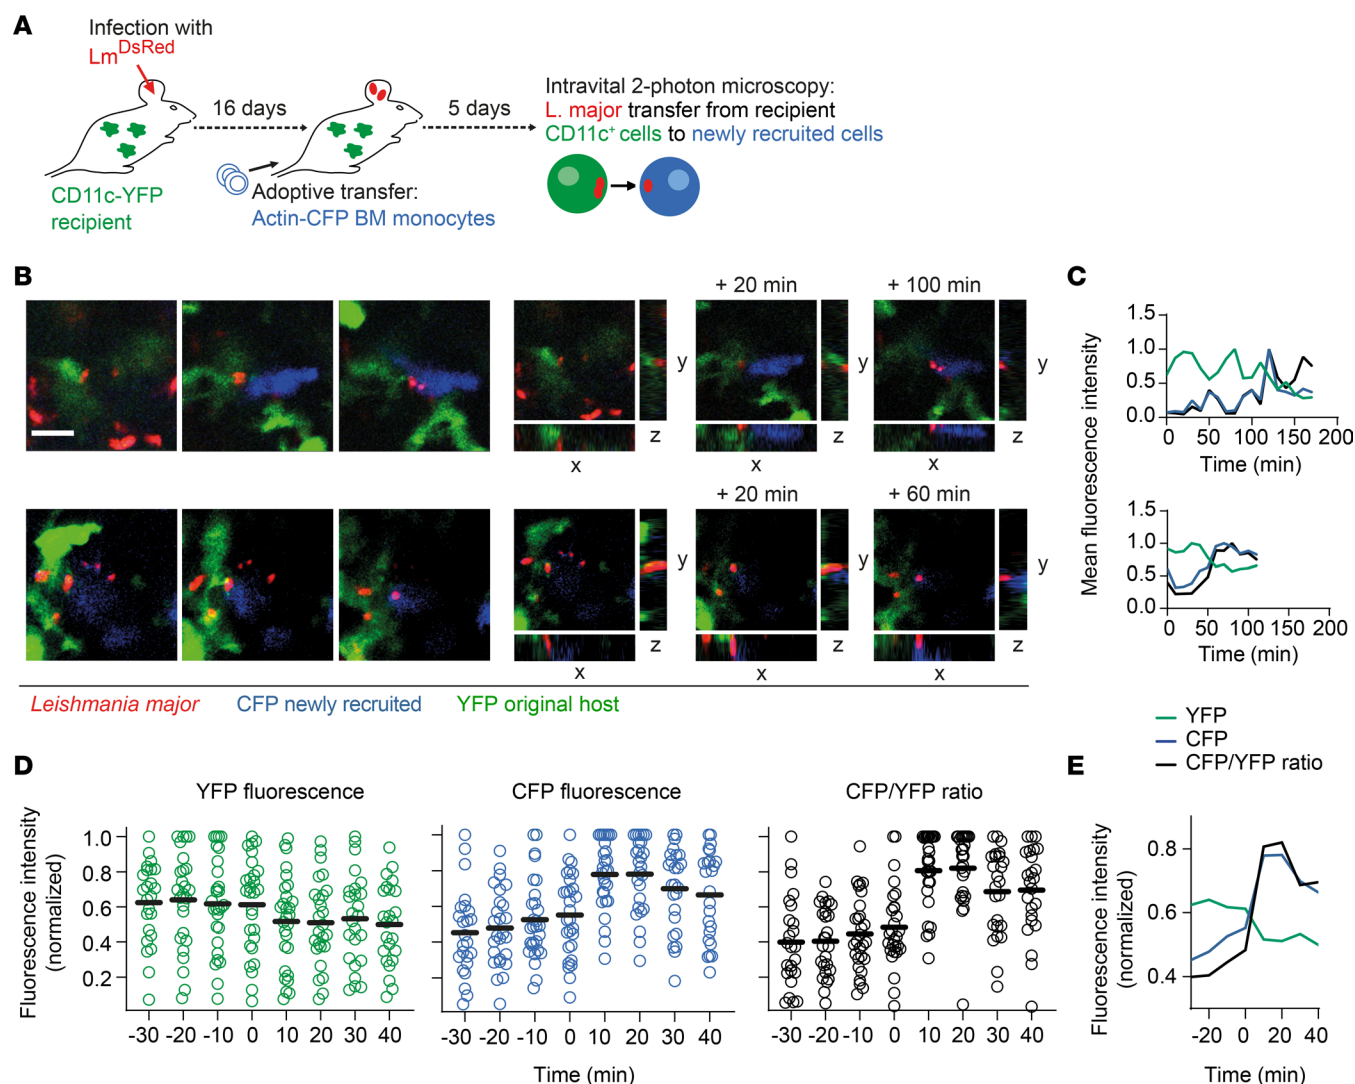 A
Infection with
Lm^DsRed
16 days
5 days
Intravital 2-photon microscopy:
L. major transfer from recipient
CD11c+ cells to newly recruited cells
CD11c-YFP
recipient
Adoptive transfer:
Actin-CFP BM monocytes
B
+ 20 min
+ 100 min
y
y
z
z
z
x
x
x
+ 20 min
+ 60 min
y
y
z
z
z
x
x
x
Leishmania major
CFP newly recruited
YFP original host
C
Mean fluorescence intensity
1.5
1.0
0.5
0.0
0 50 100 150 200
Time (min)
1.5
1.0
0.5
0.0
0 50 100 150 200
Time (min)
YFP
CFP
CFP/YFP ratio
D
YFP fluorescence
CFP fluorescence
CFP/YFP ratio
Fluorescence intensity
(normalized)
1.0
0.8
0.6
0.4
0.2
-30 -20 -10 0 10 20 30 40
-30 -20 -10 0 10 20 30 40
-30 -20 -10 0 10 20 30 40
Time (min)
E
Fluorescence intensity
(normalized)
0.8
0.6
0.4
-20 0 20 40
Time (min)